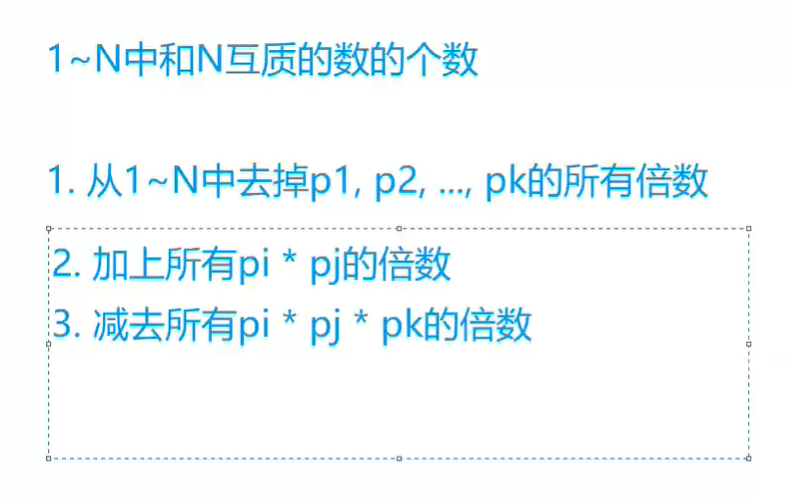 1~N中和N互质的数的个数
1. 从1~N中去掉p1, p2, ..., pk的所有倍数
2. 加上所有pi * pj的倍数
3. 减去所有pi * pj * pk的倍数